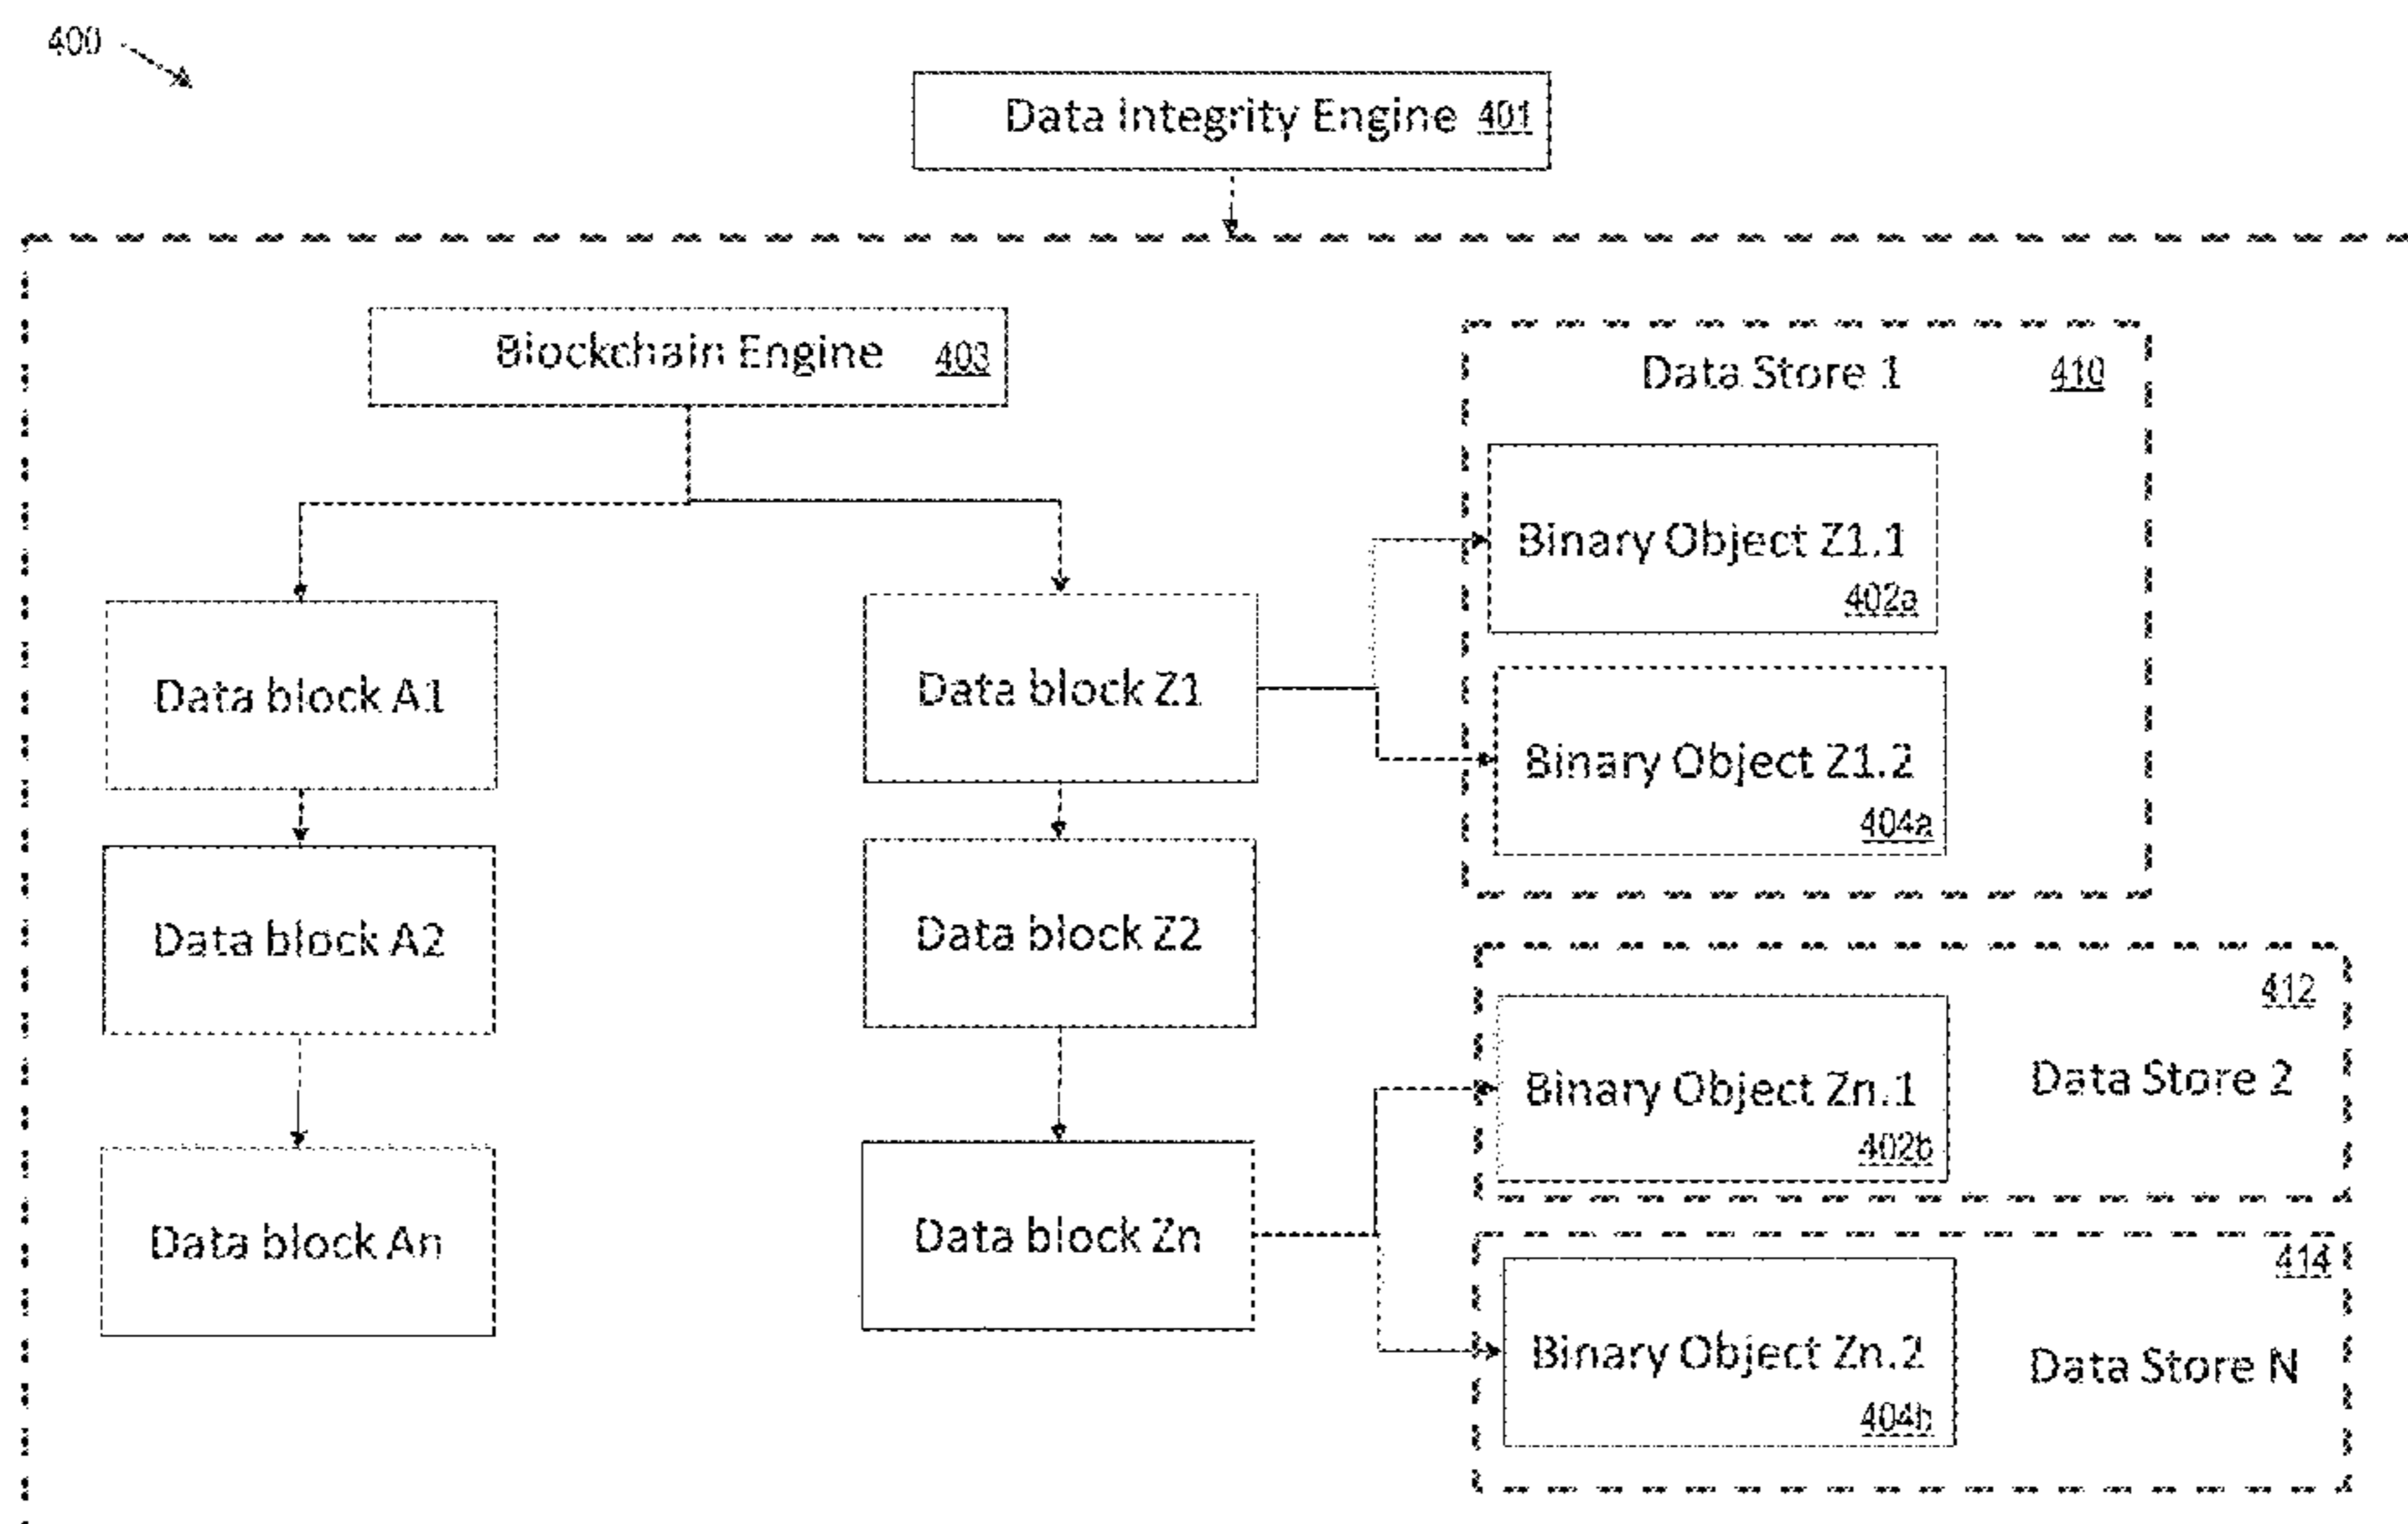 400
Data Integrity Engine 401
Blockchain Engine 403
Data Store 1 410
Binary Object Z1.1
402a
Data block A1
Data block Z1
Binary Object Z1.2
404a
Data block A2
Data block Z2
412
Binary Object Zn.1
Data Store 2
402b
Data block An
Data block Zn
414
Binary Object Zn.2
Data Store N
404b